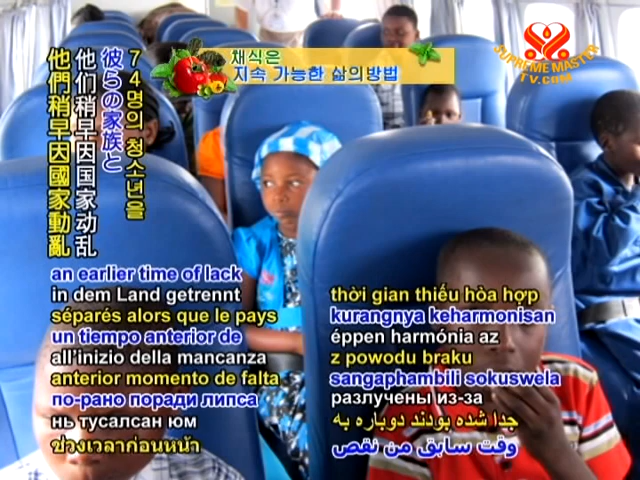 채식은
지속 가능한 삶의방법
SUPREME MASTER
TV.COM
74명의 청소년을
彼らの家族と
他们稍早因国家动乱
他們稍早因國家動亂
an earlier time of lack
in dem Land getrennt
séparés alors que le pays
un tiempo anterior de
all'inizio della mancanza
anterior momento de falta
по-рано поради липса
нь тусалсан юм
ช่วงเวลาก่อนหน้า
thời gian thiếu hòa hợp
kurangnya keharmonisan
éppen harmónia az
z powodu braku
sangaphambili sokuswela
разлучены из-за
جدا شده بودند دوباره به
وقت سابق من نقص